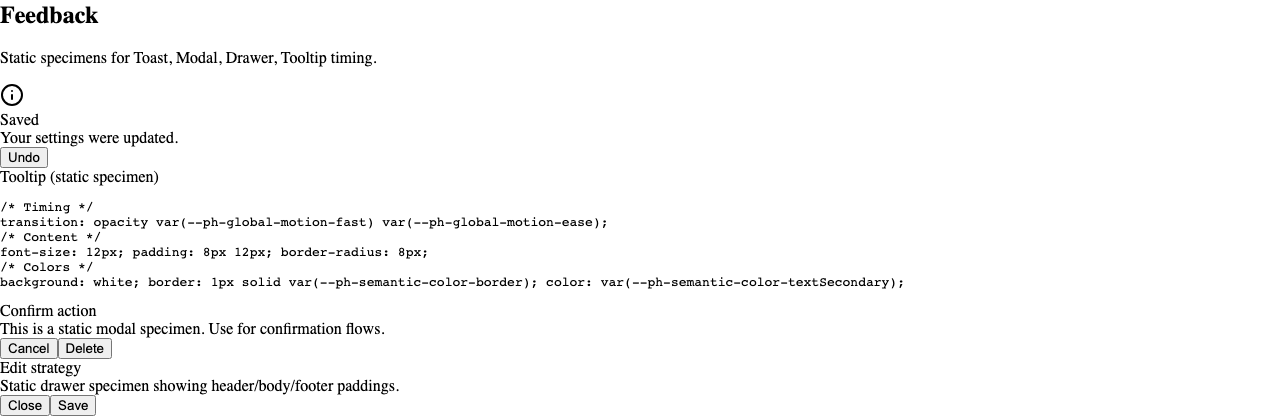 Feedback
Static specimens for Toast, Modal, Drawer, Tooltip timing.
Saved
Your settings were updated.
Undo
Tooltip (static specimen)
/* Timing */
transition: opacity var(--ph-global-motion-fast) var(--ph-global-motion-ease);
/* Content */
font-size: 12px; padding: 8px 12px; border-radius: 8px;
/* Colors */
background: white; border: 1px solid var(--ph-semantic-color-border); color: var(--ph-semantic-color-textSecondary);
Confirm action
This is a static modal specimen. Use for confirmation flows.
Cancel Delete
Edit strategy
Static drawer specimen showing header/body/footer paddings.
Close Save